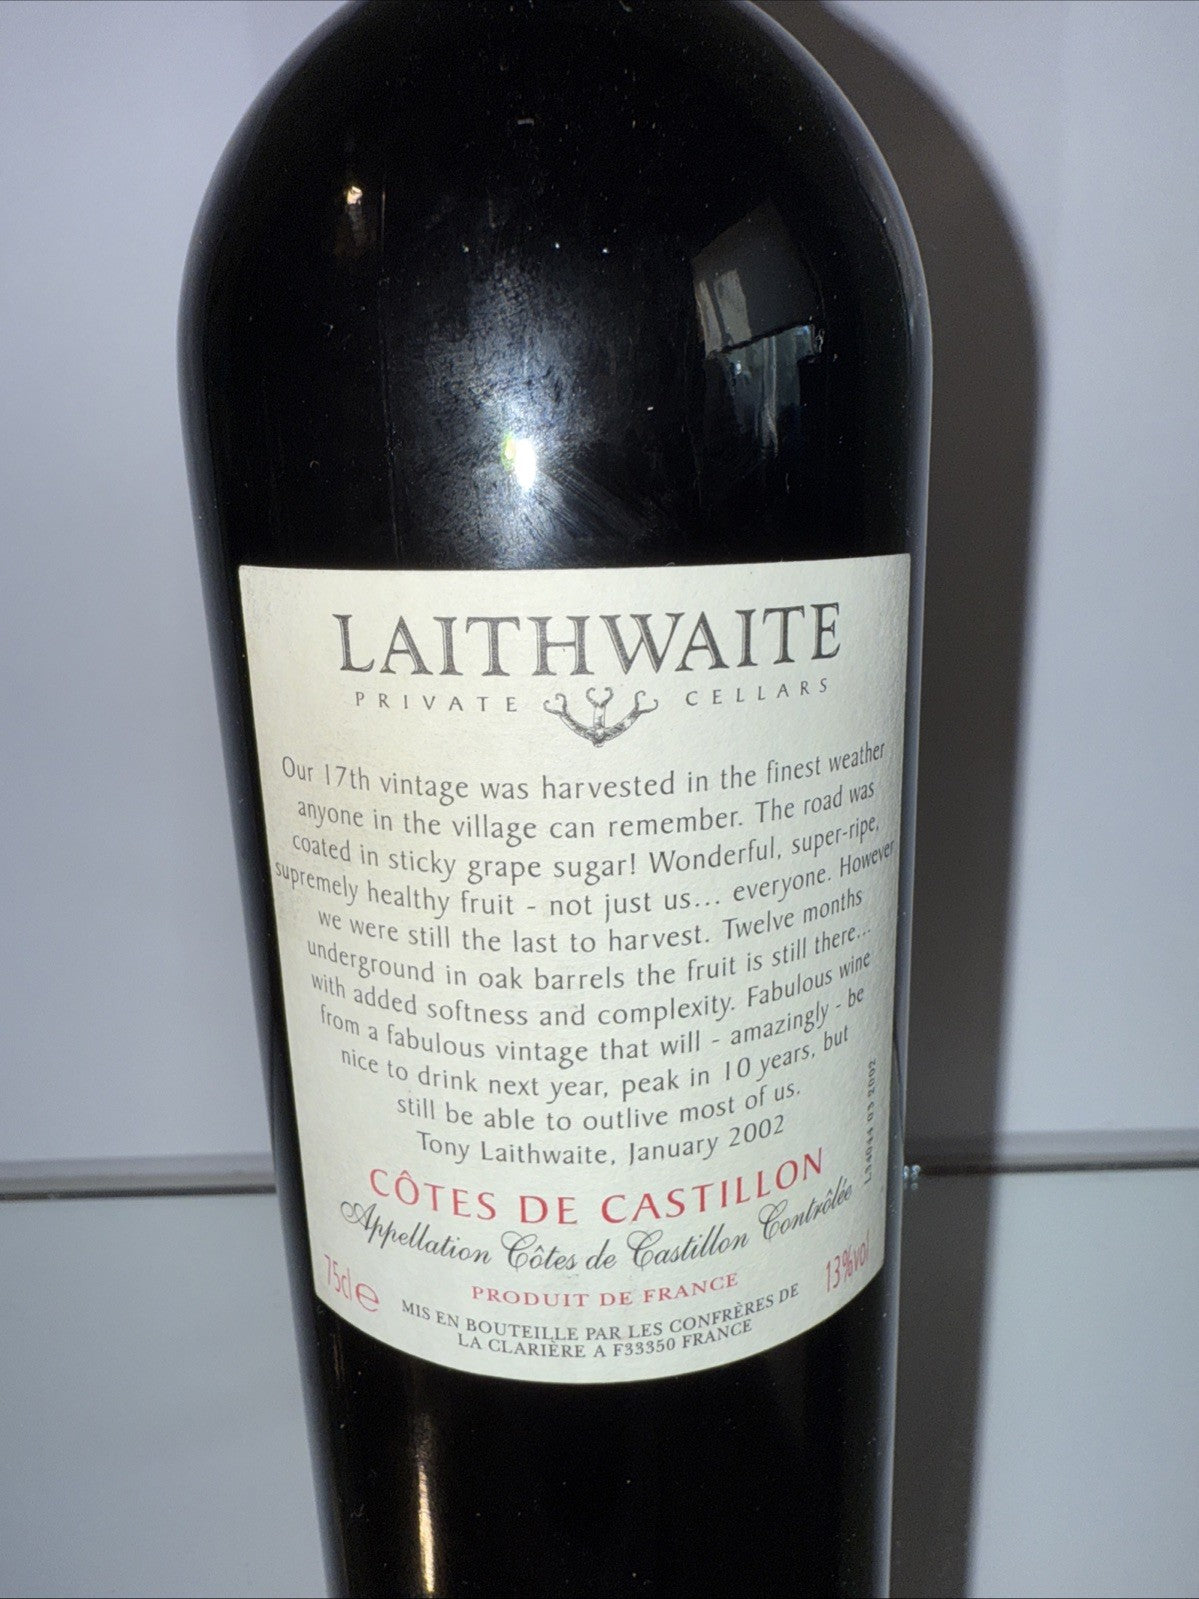 LAITHWAITE
PRIVATE CELLARS
Our 17th vintage was harvested in the finest weather
anyone in the village can remember. The road was
coated in sticky grape sugar! Wonderful, super-ripe,
supremely healthy fruit - not just us... everyone. However
we were still the last to harvest. Twelve months
underground in oak barrels the fruit is still there...
with added softness and complexity. Fabulous wine
from a fabulous vintage that will - amazingly - be
nice to drink next year, peak in 10 years, but
still be able to outlive most of us.
Tony Laithwaite, January 2002
L34044 03 2002
CÔTES DE CASTILLON
Appellation Côtes de Castillon Contrôlée
75cl e
PRODUIT DE FRANCE
13%vol
MIS EN BOUTEILLE PAR LES CONFRÈRES DE
LA CLARIÈRE A F33350 FRANCE